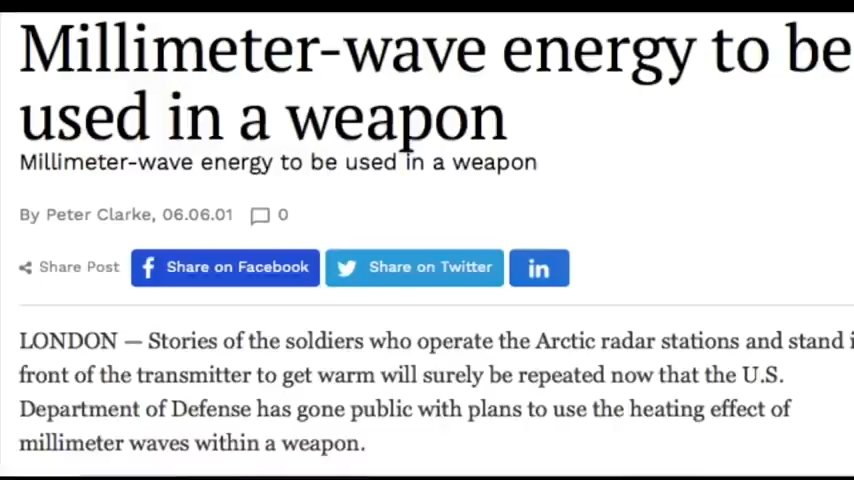 Millimeter-wave energy to be
used in a weapon
Millimeter-wave energy to be used in a weapon
By Peter Clarke, 06.06.01 0
Share Post Share on Facebook Share on Twitter in
LONDON — Stories of the soldiers who operate the Arctic radar stations and stand i
front of the transmitter to get warm will surely be repeated now that the U.S.
Department of Defense has gone public with plans to use the heating effect of
millimeter waves within a weapon.